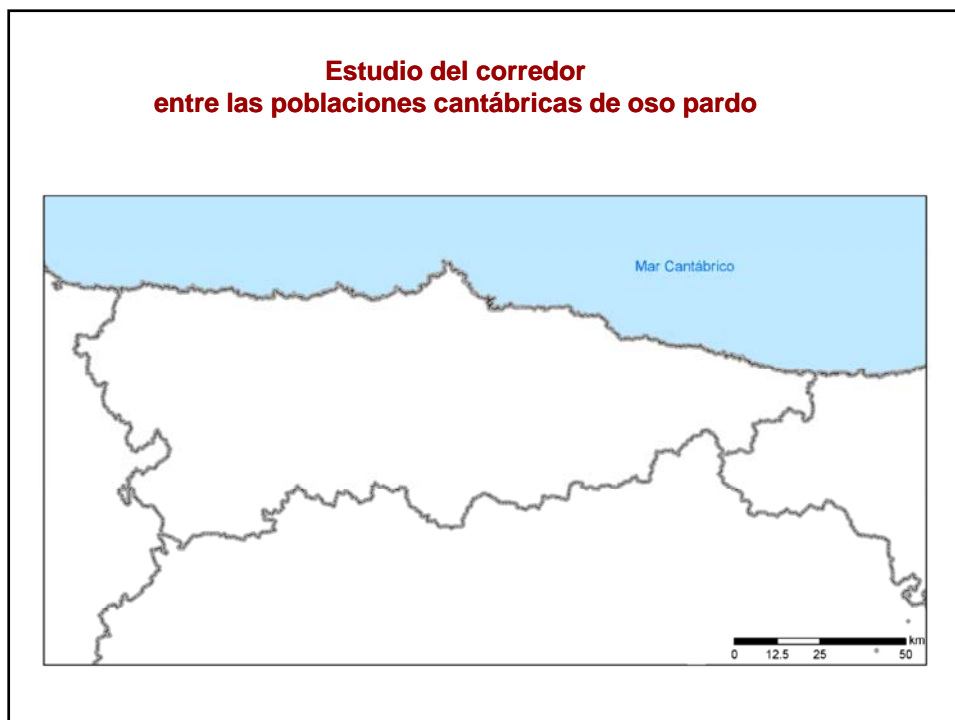 Estudio del corredor
entre las poblaciones cantábricas de oso pardo
Mar Cantábrico
km
0 12.5 25 50